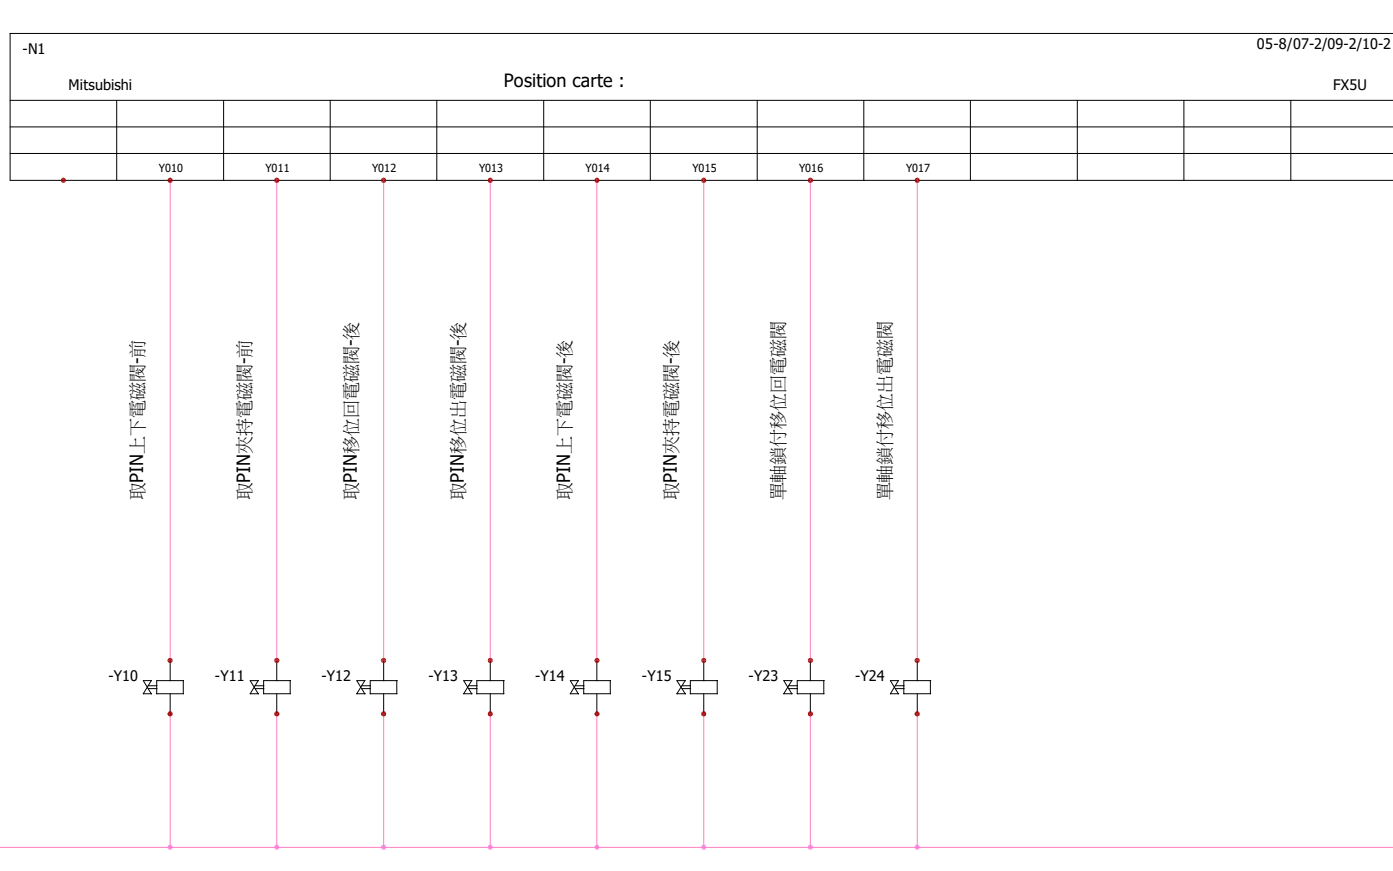 -N1
05-8/07-2/09-2/10-2
Mitsubishi
Position carte :
FX5U
Y010
Y011
Y012
Y013
Y014
Y015
Y016
Y017
取PIN上下電磁閥-前
取PIN夾持電磁閥-前
取PIN移位回電磁閥-後
取PIN移位出電磁閥-後
取PIN上下電磁閥-後
取PIN夾持電磁閥-後
單軸鎖付移位回電磁閥
單軸鎖付移位出電磁閥
-Y10
-Y11
-Y12
-Y13
-Y14
-Y15
-Y23
-Y24